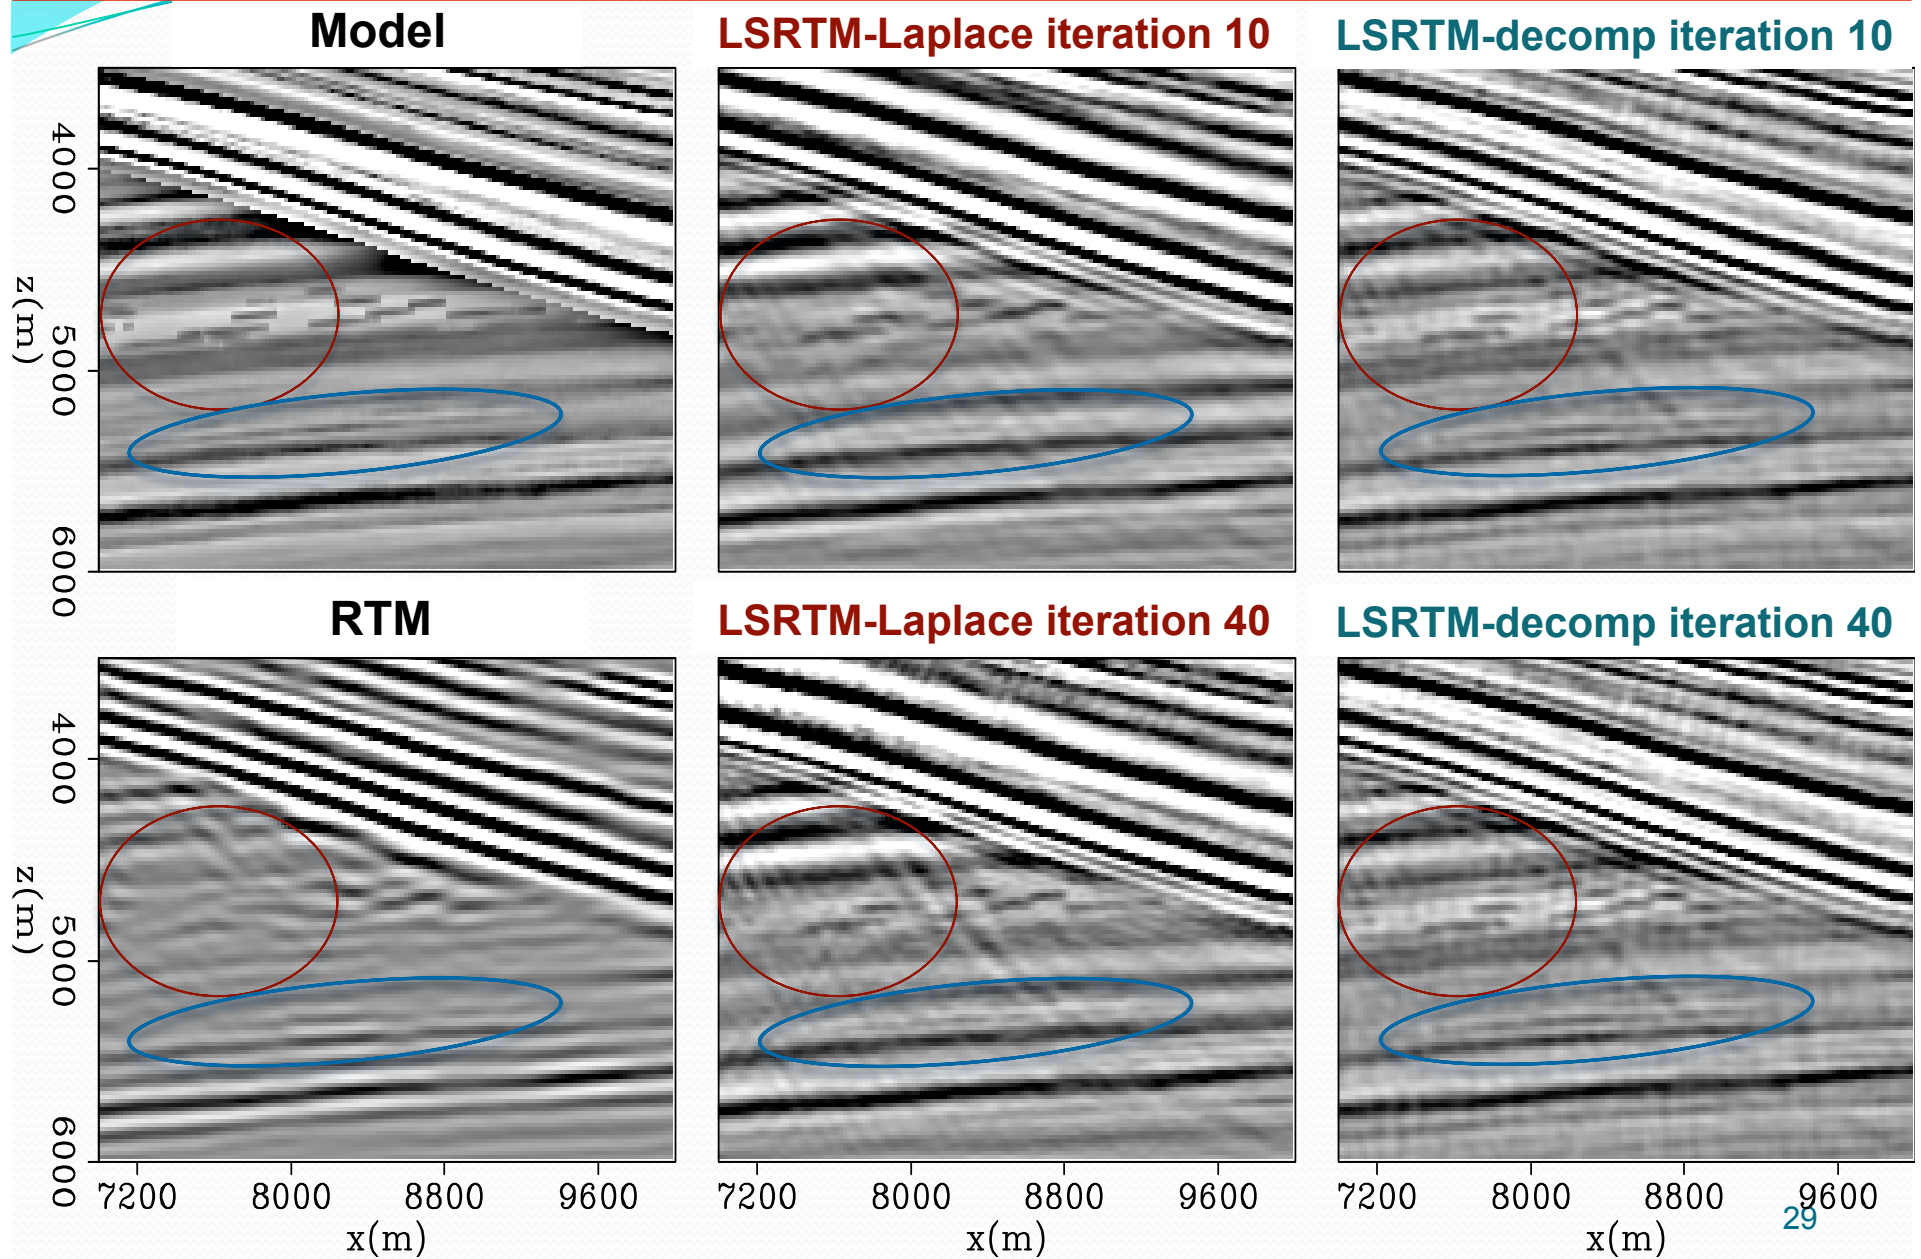 Model
LSRTM-Laplace iteration 10
LSRTM-decomp iteration 10
4000
5000
6000
z(m)
RTM
LSRTM-Laplace iteration 40
LSRTM-decomp iteration 40
4000
5000
6000
z(m)
7200 8000 8800 9600
x(m)
7200 8000 8800 9600
x(m)
7200 8000 8800 9600
x(m)
29